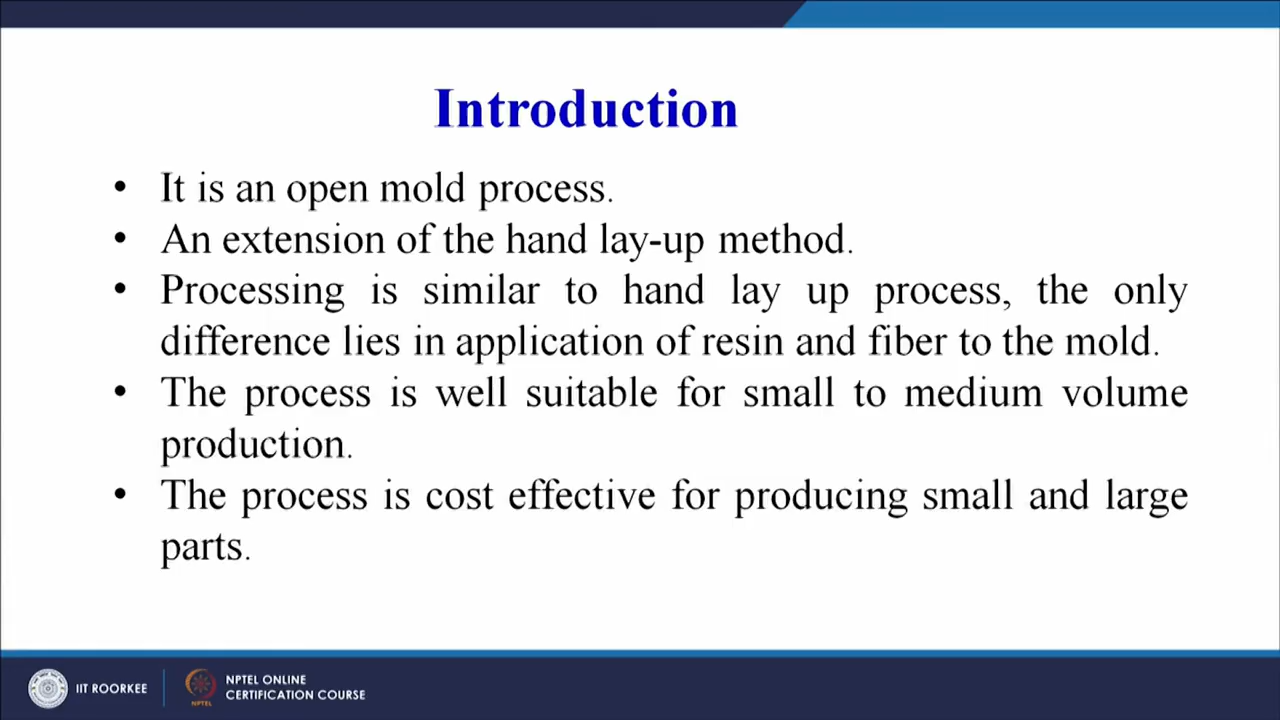 Introduction
• It is an open mold process.
• An extension of the hand lay-up method.
• Processing is similar to hand lay up process, the only
difference lies in application of resin and fiber to the mold.
• The process is well suitable for small to medium volume
production.
• The process is cost effective for producing small and large
parts.
IIT ROORKEE
NPTEL
NPTEL ONLINE
CERTIFICATION COURSE